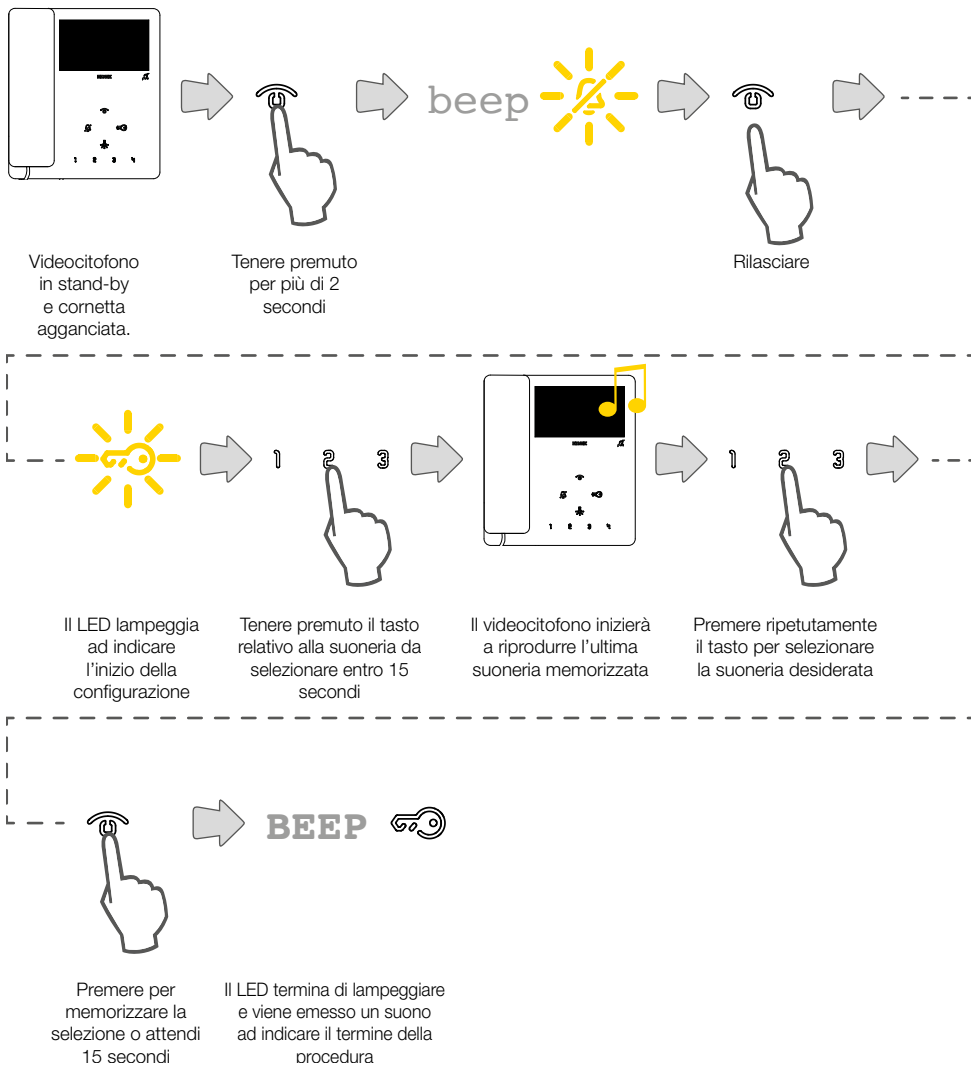 beep
Videocitofono
in stand-by
e cornetta
agganciata.
Tenere premuto
per più di 2
secondi
Rilasciare
1 2 3
1 2 3
Il LED lampeggia
ad indicare
l'inizio della
configurazione
Tenere premuto il tasto
relativo alla suoneria da
selezionare entro 15
secondi
Il videocitofono inizierà
a riprodurre l'ultima
suoneria memorizzata
Premere ripetutamente
il tasto per selezionare
la suoneria desiderata
BEEP
Premere per
memorizzare la
selezione o attendi
15 secondi
Il LED termina di lampeggiare
e viene emesso un suono
ad indicare il termine della
procedura